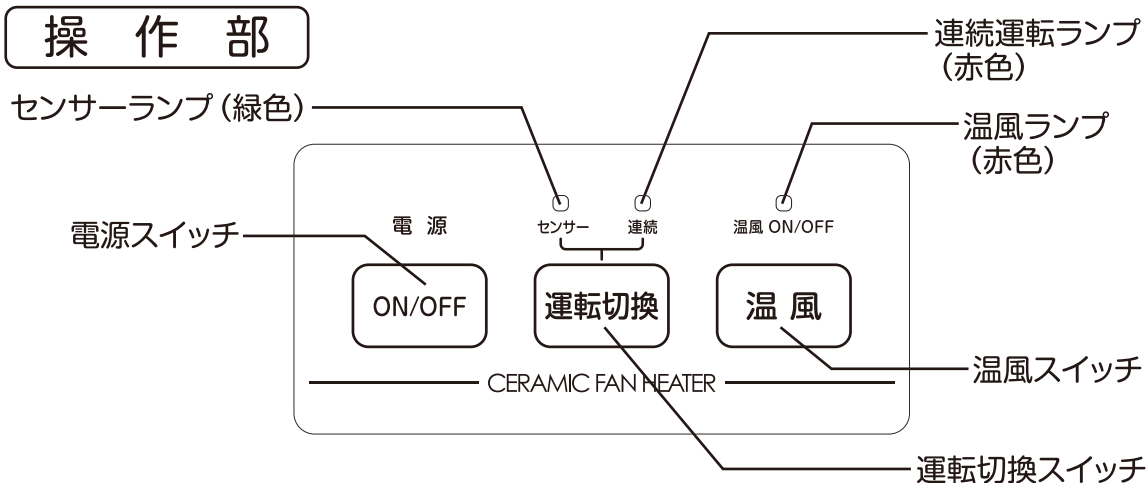 操作部
連続運転ランプ
(赤色)
センサーランプ(緑色)
温風ランプ
(赤色)
電源スイッチ
電源
センサー
連続
温風 ON/OFF
ON/OFF
運転切換
温風
温風スイッチ
CERAMIC FAN HEATER
運転切換スイッチ